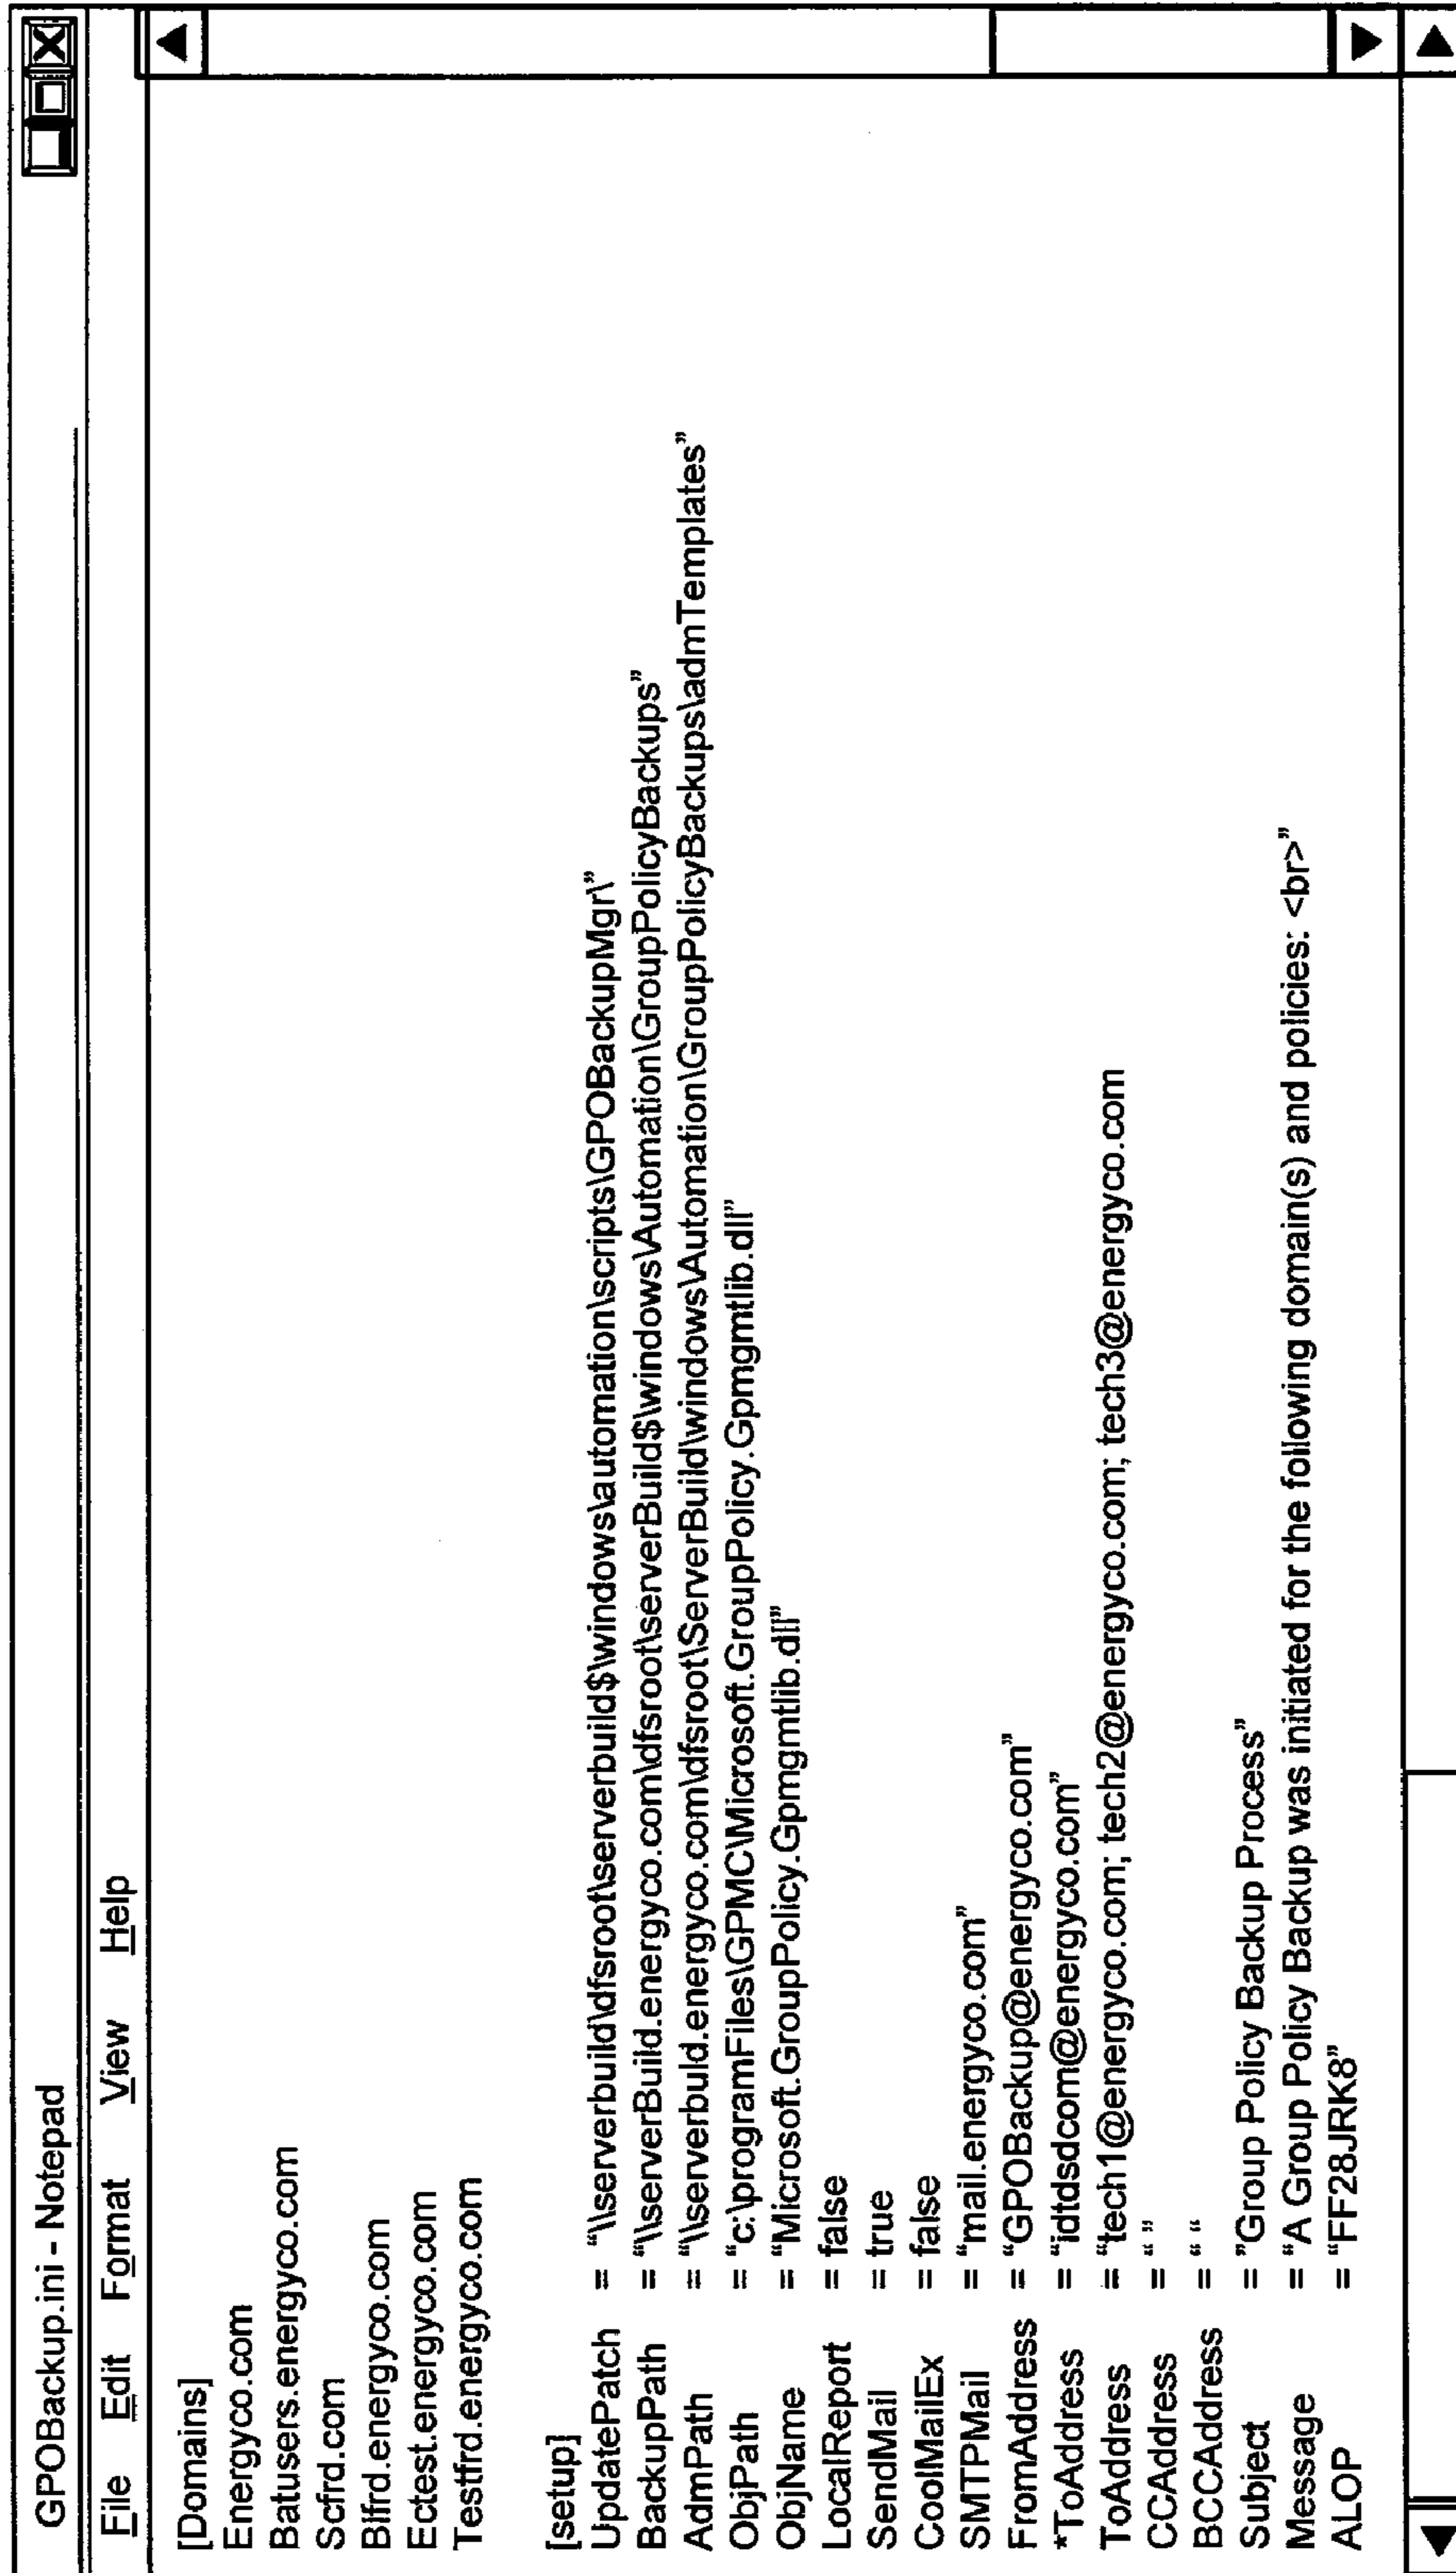 GPOBackup.ini - Notepad
File Edit Format View Help
[Domains]
Energyco.com
Batusers.energyco.com
Scfrd.com
Blfrd.energyco.com
Ectest.energyco.com
Testfrd.energyco.com
[setup]
UpdatePatch = “\\serverbuild\dfsroot\serverbuild$\windows\automation\scripts\GPOBackupMgr\”
BackupPath = “\\serverBuild.energyco.com\dfsroot\serverBuild$\windows\Automation\GroupPolicyBackups”
AdmPath = “\\serverbuld.energyco.com\dfsroot\ServerBuild\windows\Automation\GroupPolicyBackups\admTemplates”
ObjPath = “c:\programFiles\GPMC\Microsoft.GroupPolicy.Gpmgmtlib.dll”
ObjName = “Microsoft.GroupPolicy.Gpmgmtlib.dll”
LocalReport = false
SendMail = true
CoolMailEx = false
SMTPMail = “mail.energyco.com”
FromAddress = “GPOBackup@energyco.com”
*ToAddress = “idtdsdcom@energyco.com”
ToAddress = “tech1@energyco.com; tech2@energyco.com; tech3@energyco.com
CCAddress = “ ”
BCCAddress = “ “
Subject = ”Group Policy Backup Process”
Message = “A Group Policy Backup was initiated for the following domain(s) and policies: <br>”
ALOP = “FF28JRK8”